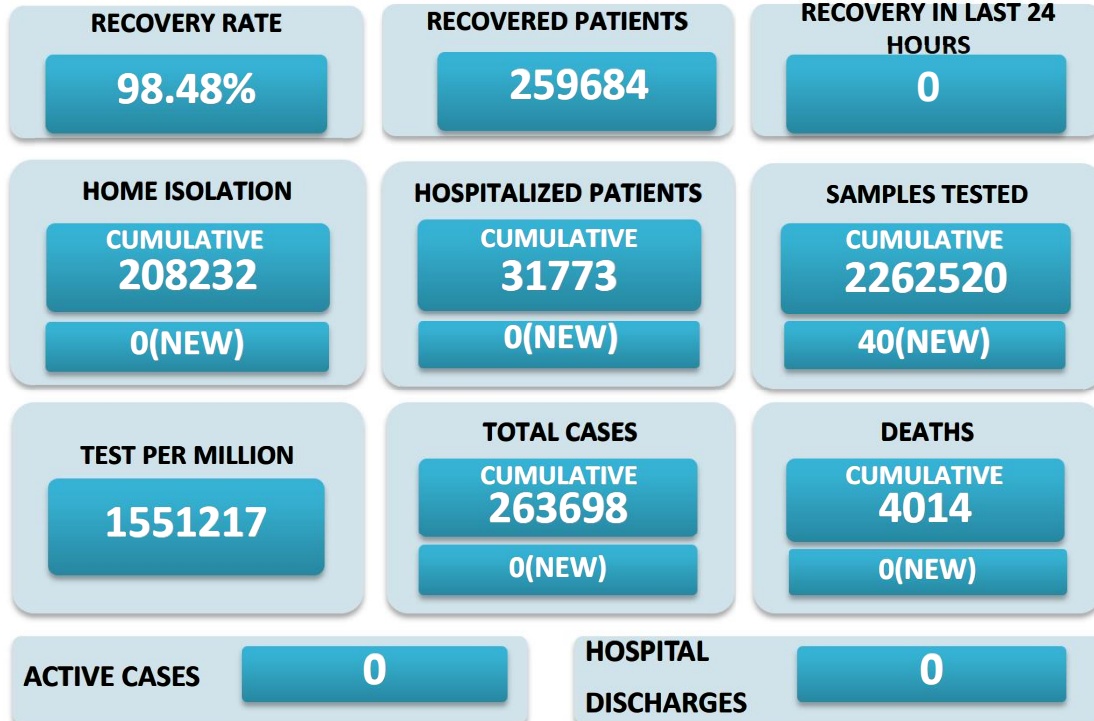 RECOVERY RATE
98.48%
RECOVERED PATIENTS
259684
RECOVERY IN LAST 24
HOURS
0
HOME ISOLATION
CUMULATIVE
208232
0(NEW)
HOSPITALIZED PATIENTS
CUMULATIVE
31773
0(NEW)
SAMPLES TESTED
CUMULATIVE
2262520
40(NEW)
TEST PER MILLION
1551217
TOTAL CASES
CUMULATIVE
263698
0(NEW)
DEATHS
CUMULATIVE
4014
0(NEW)
ACTIVE CASES
0
HOSPITAL
DISCHARGES
0